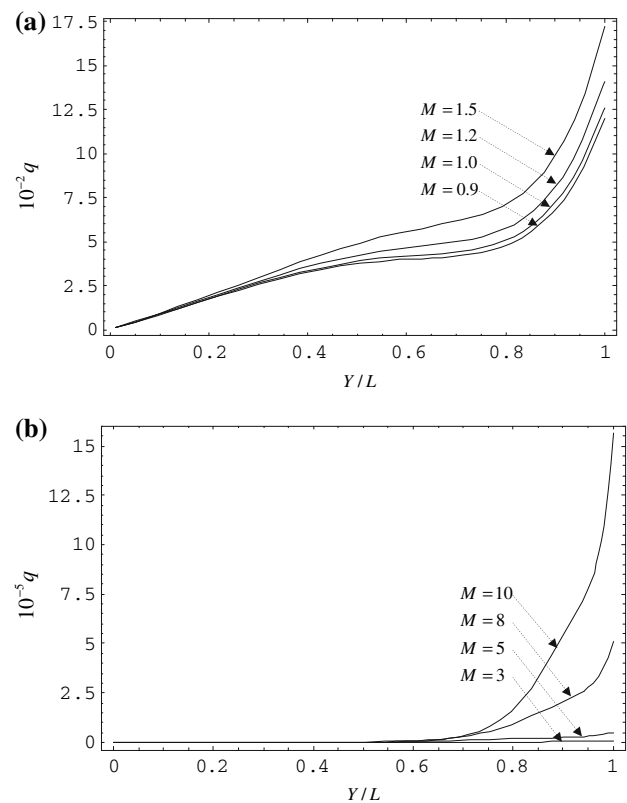 (a)
17.5
15
12.5
10
7.5
5
2.5
0
10⁻² q
M = 1.5
M = 1.2
M = 1.0
M = 0.9
0 0.2 0.4 0.6 0.8 1
Y / L
(b)
15
12.5
10
7.5
5
2.5
0
10⁻⁵ q
M = 10
M = 8
M = 5
M = 3
0 0.2 0.4 0.6 0.8 1
Y / L